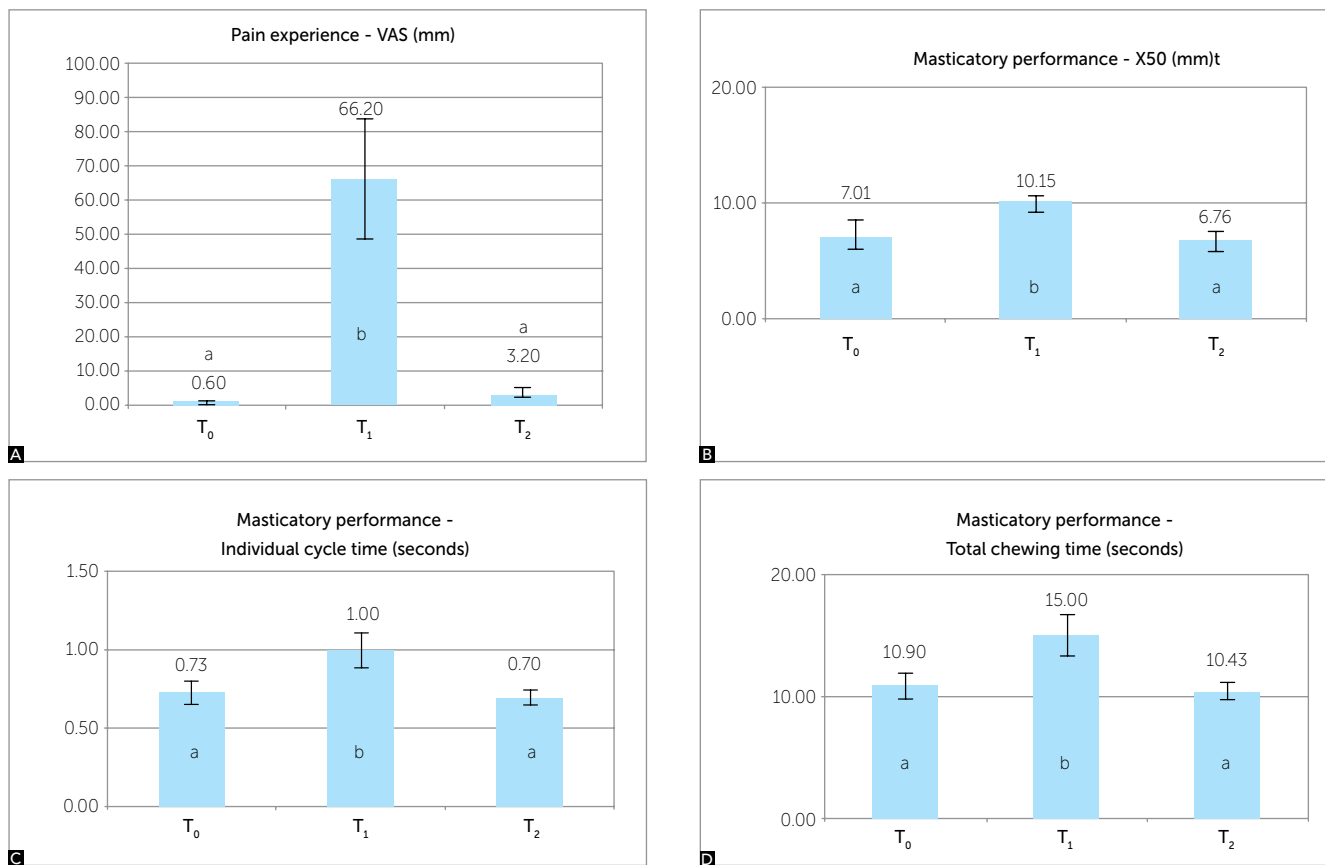 Pain experience - VAS (mm)
100.00
90.00
80.00
70.00
60.00
50.00
40.00
30.00
20.00
10.00
0.00
66.20
b
a
0.60
a
3.20
T₀
T₁
T₂
A
Masticatory performance - X50 (mm)t
20.00
10.00
0.00
7.01
10.15
6.76
a
b
a
T₀
T₁
T₂
B
Masticatory performance -
Individual cycle time (seconds)
1.50
1.00
0.50
0.00
0.73
1.00
0.70
a
b
a
T₀
T₁
T₂
C
Masticatory performance -
Total chewing time (seconds)
20.00
10.00
0.00
10.90
15.00
10.43
a
b
a
T₀
T₁
T₂
D